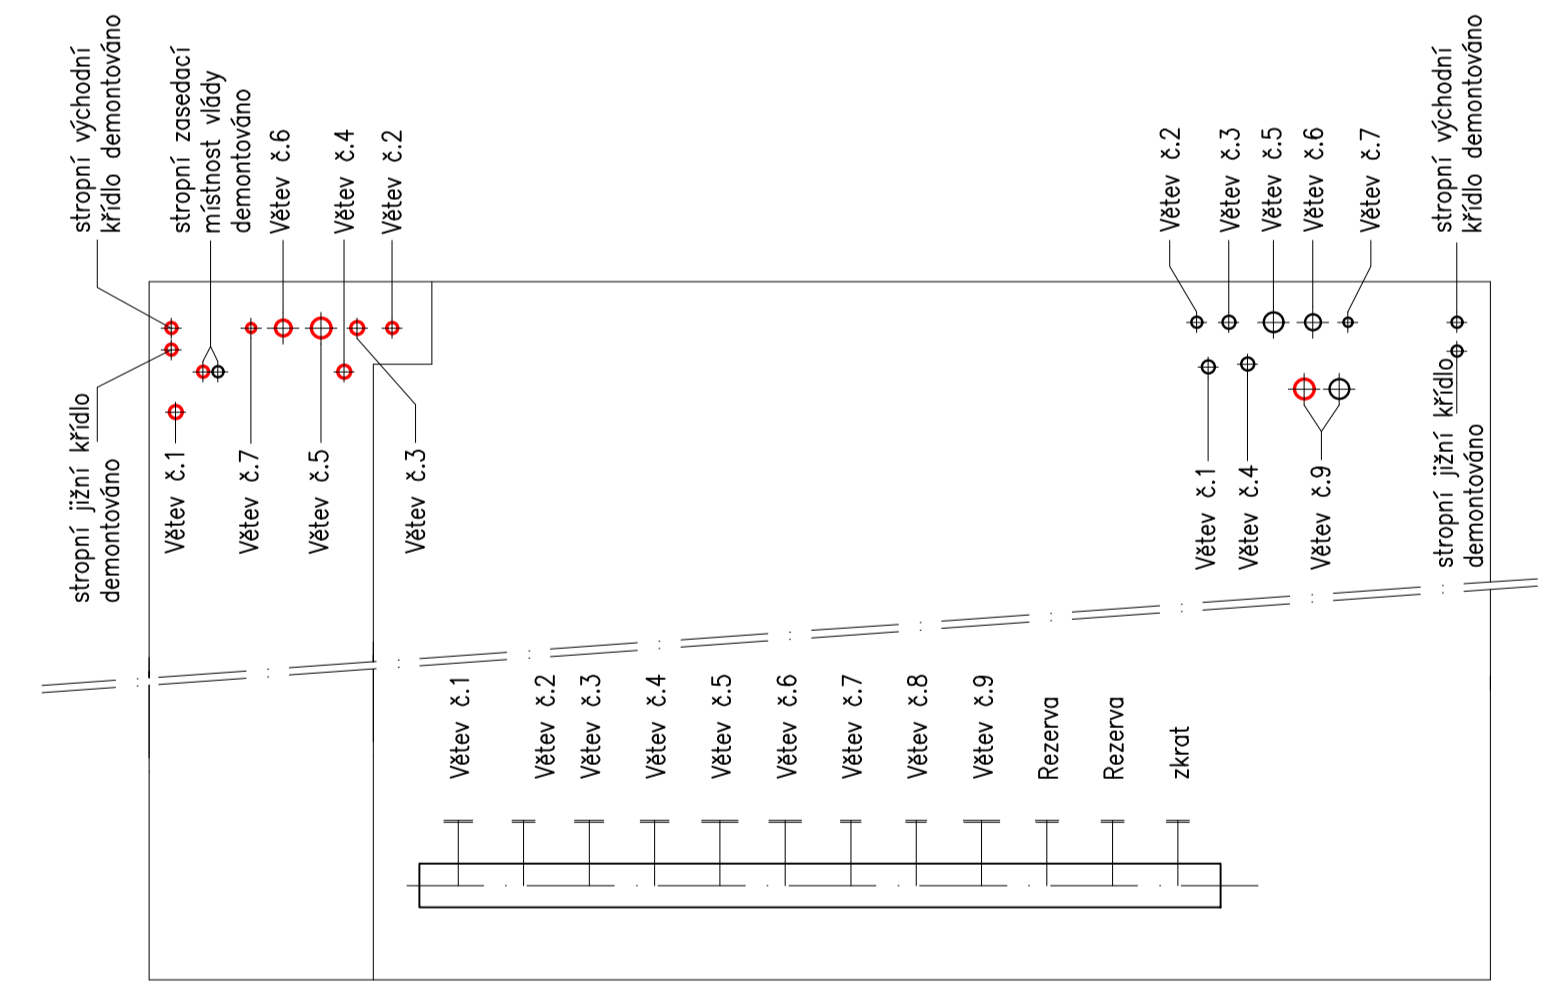 stropní východní
křídlo demontováno
stropní zasedací
místnost vlády
demontováno
Větev č.6
Větev č.4
Větev č.2
Větev č.2
Větev č.3
Větev č.5
Větev č.6
Větev č.7
stropní východní
křídlo demontováno
stropní jižní křídlo
demontováno
Větev č.1
Větev č.7
Větev č.5
Větev č.3
Větev č.1
Větev č.4
Větev č.9
stropní jižní křídlo
demontováno
Větev č.1
Větev č.2
Větev č.3
Větev č.4
Větev č.5
Větev č.6
Větev č.7
Větev č.8
Větev č.9
Rezerva
Rezerva
zkrat